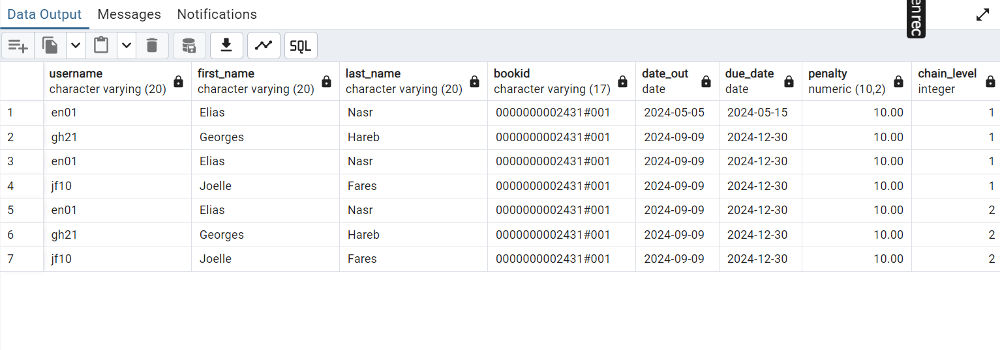 Data Output Messages Notifications
en rec
SQL
username first_name last_name bookid date_out due_date penalty chain_level
character varying (20) character varying (20) character varying (20) character varying (17) date date numeric (10,2) integer
1 en01 Elias Nasr 0000000002431#001 2024-05-05 2024-05-15 10.00 1
2 gh21 Georges Hareb 0000000002431#001 2024-09-09 2024-12-30 10.00 1
3 en01 Elias Nasr 0000000002431#001 2024-09-09 2024-12-30 10.00 1
4 jf10 Joelle Fares 0000000002431#001 2024-09-09 2024-12-30 10.00 1
5 en01 Elias Nasr 0000000002431#001 2024-09-09 2024-12-30 10.00 2
6 gh21 Georges Hareb 0000000002431#001 2024-09-09 2024-12-30 10.00 2
7 jf10 Joelle Fares 0000000002431#001 2024-09-09 2024-12-30 10.00 2